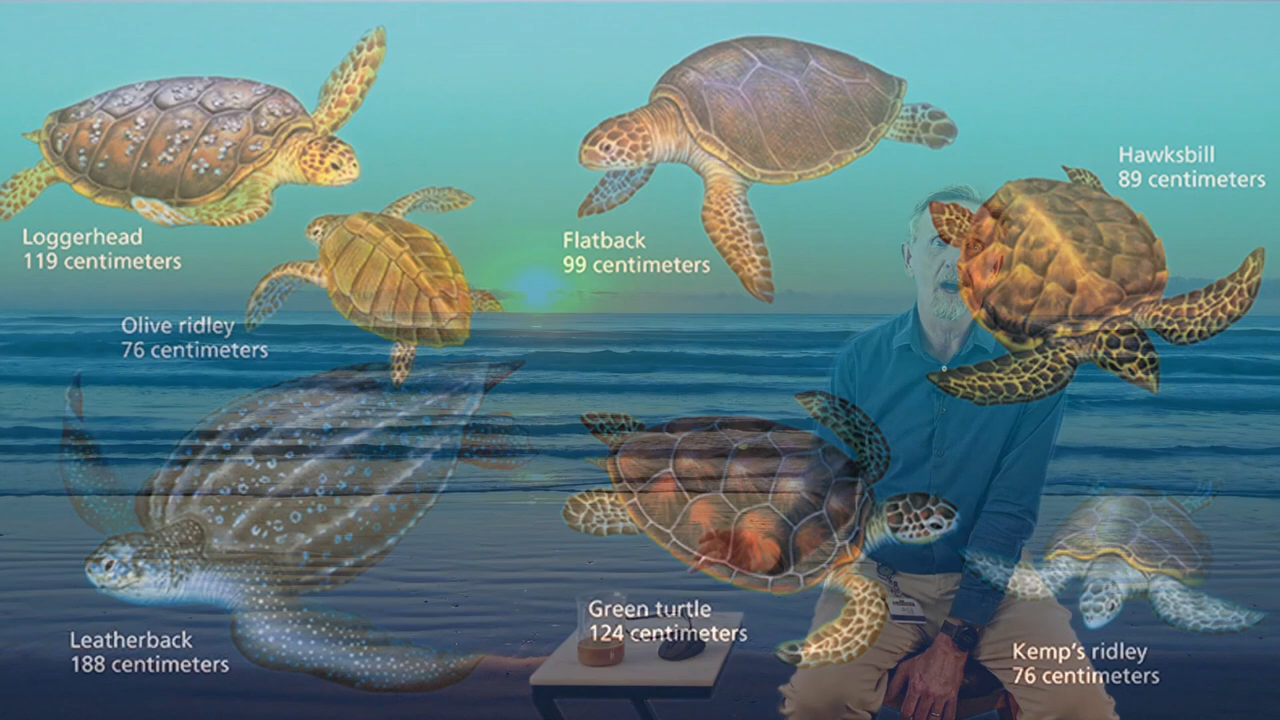 Loggerhead
119 centimeters
Olive ridley
76 centimeters
Leatherback
188 centimeters
Flatback
99 centimeters
Green turtle
124 centimeters
Hawksbill
89 centimeters
Kemp's ridley
76 centimeters